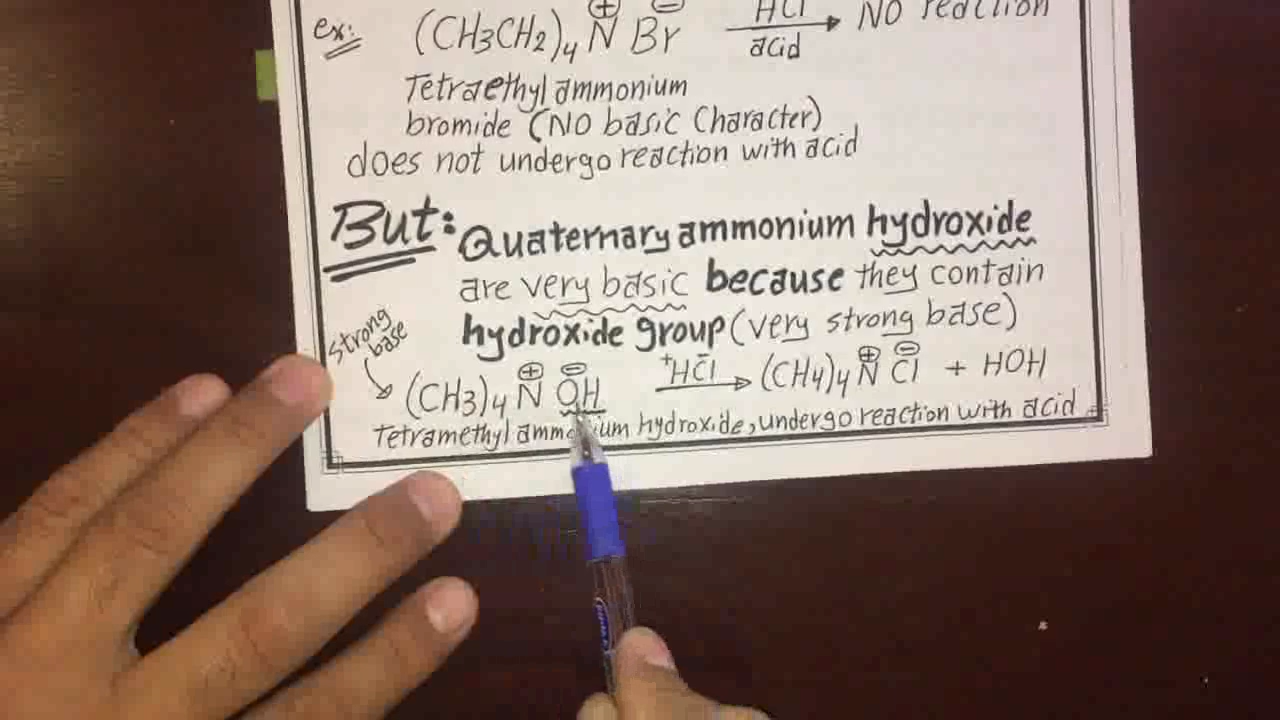 ex: (CH3CH2)4 N⊕ Br⊖ HCl acid → NO reaction
Tetraethyl ammonium
bromide (NO basic Character)
does not undergo reaction with acid
But: Quaternary ammonium hydroxide
are very basic because they contain
hydroxide group (very strong base)
strong base
(CH3)4 N⊕ OH⊖ +HCl- → (CH4)4 N⊕ Cl⊖ + HOH
Tetramethyl ammonium hydroxide, undergo reaction with acid